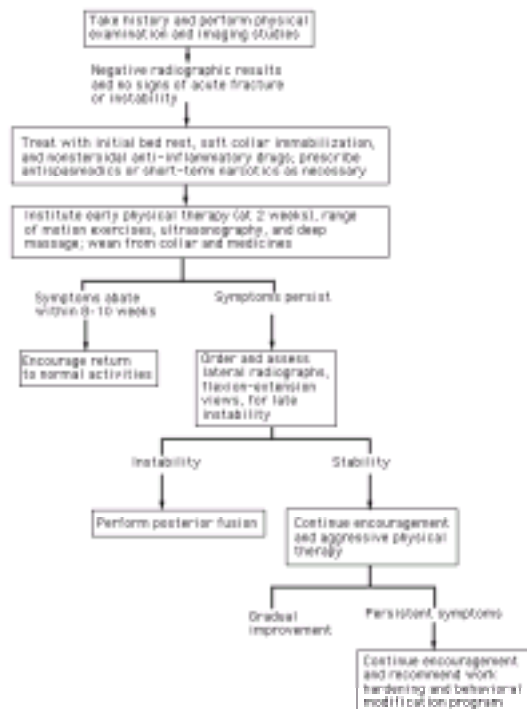 Take history and perform physical
examination and imaging studies
Negative radiographic results
and no signs of acute fracture
or instability
Treat with initial bed rest, soft collar immobilization,
and nonsteroidal anti-inflammatory drugs; prescribe
antispasmodics or short-term narcotics as necessary
Institute early physical therapy (at 2 weeks), range
of motion exercises, ultrasonography, and deep
massage; wean from collar and medicines
Symptoms abate
within 8-10 weeks
Symptoms persist
Encourage return
to normal activities
Order and assess
lateral radiographs,
flexion-extension
views, for late
instability
Instability
Stability
Perform posterior fusion
Continue encouragement
and aggressive physical
therapy
Gradual
improvement
Persistent symptoms
Continue encouragement
and recommend work
hardening and behavioral
modification program